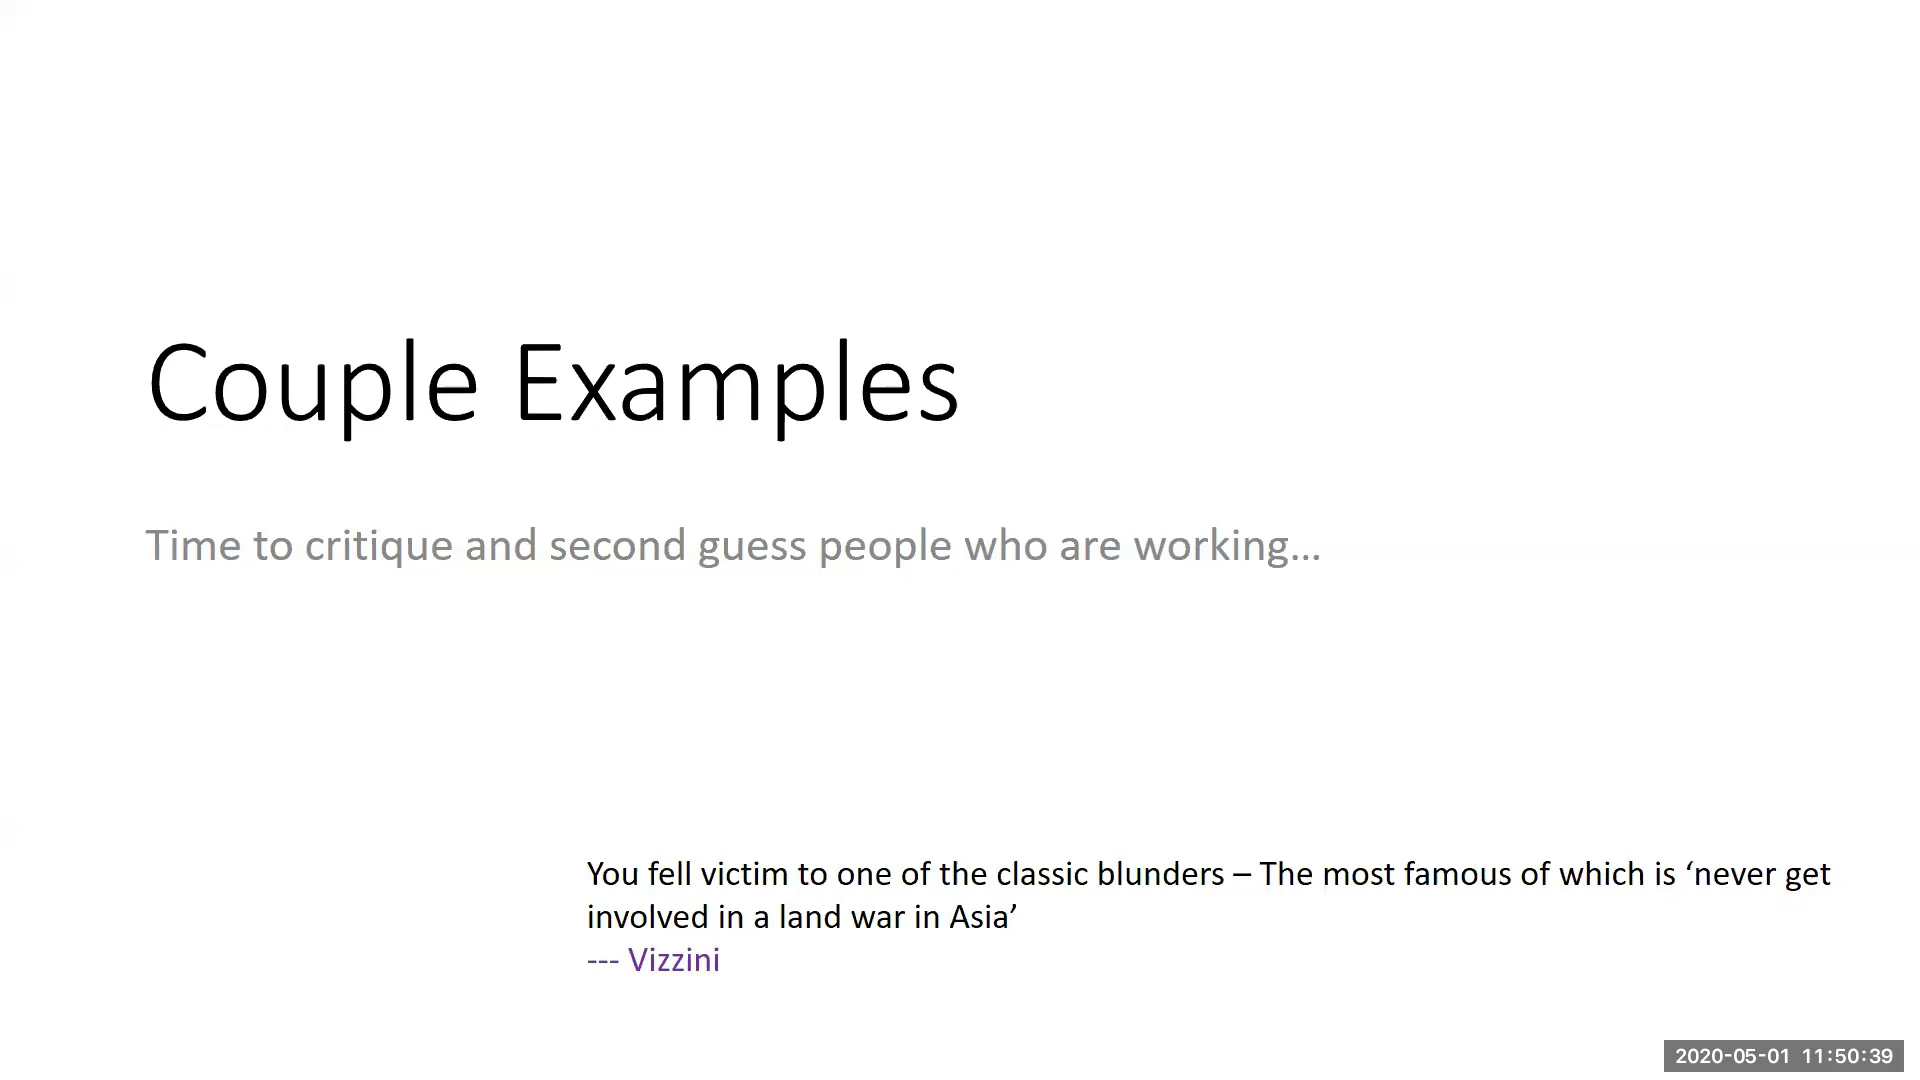 Couple Examples
Time to critique and second guess people who are working...
You fell victim to one of the classic blunders – The most famous of which is ‘never get
involved in a land war in Asia’
--- Vizzini
2020-05-01 11:50:39